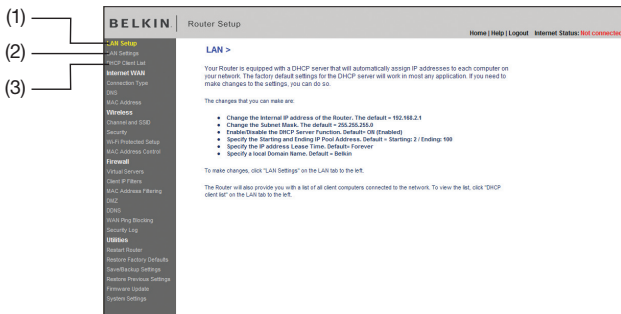 (1)
(2)
(3)
BELKIN
Router Setup
Home | Help | Logout Internet Status: Not connected
LAN Setup
LAN Settings
DHCP Client List
Internet WAN
Connection Type
DNS
MAC Address
Wireless
Channel and SSID
Security
Wi-Fi Protected Setup
MAC Address Control
Firewall
Virtual Servers
Client IP Filters
MAC Address Filtering
DMZ
DDNS
WAN Ping Blocking
Security Log
Utilities
Restart Router
Restore Factory Defaults
Save/Backup Settings
Restore Previous Settings
Firmware Update
System Settings
LAN >
Your Router is equipped with a DHCP server that will automatically assign IP addresses to each computer on
your network. The factory default settings for the DHCP server will work in most any application. If you need to
make changes to the settings, you can do so.
The changes that you can make are:
Change the Internal IP address of the Router. The default = 192.168.2.1
Change the Subnet Mask. The default = 255.255.255.0
Enable/Disable the DHCP Server Function. Default= ON (Enabled)
Specify the Starting and Ending IP Pool Address. Default = Starting: 2 / Ending: 100
Specify the IP address Lease Time. Default= Forever
Specify a local Domain Name. Default = Belkin
To make changes, click "LAN Settings" on the LAN tab to the left.
The Router will also provide you with a list of all client computers connected to the network. To view the list, click "DHCP
client list" on the LAN tab to the left.